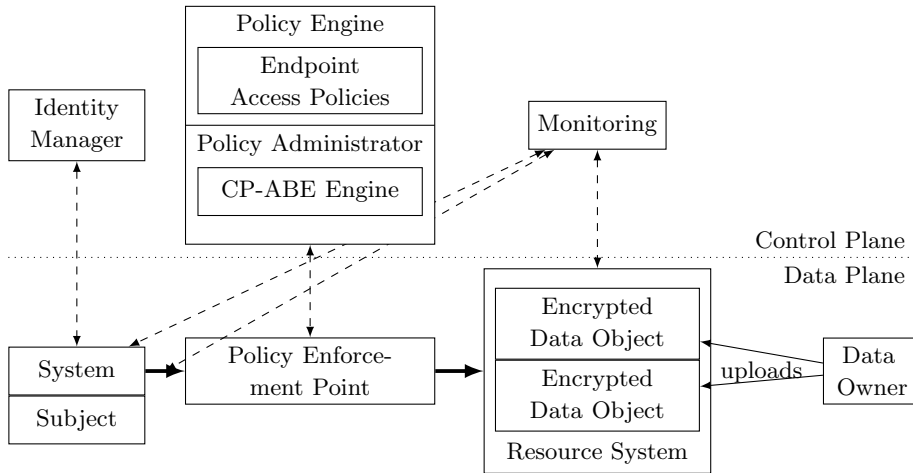 Policy Engine
Endpoint
Access Policies
Identity
Manager
Policy Administrator
CP-ABE Engine
Monitoring
Control Plane
Data Plane
Encrypted
Data Object
System
Subject
Policy Enforce-
ment Point
Encrypted
Data Object
uploads
Data
Owner
Resource System